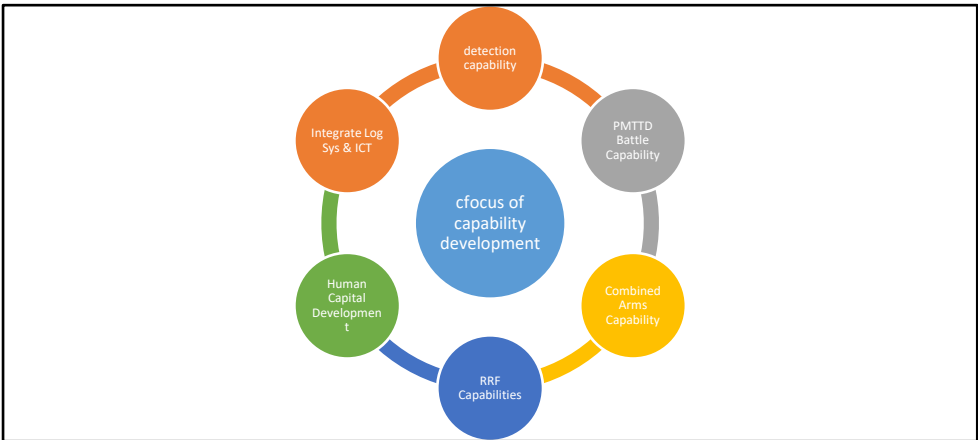 detection
capability
PMTTD
Battle
Capability
Combined
Arms
Capability
RRF
Capabilities
Human
Capital
Developmen
t
Integrate Log
Sys & ICT
cfocus of
capability
development